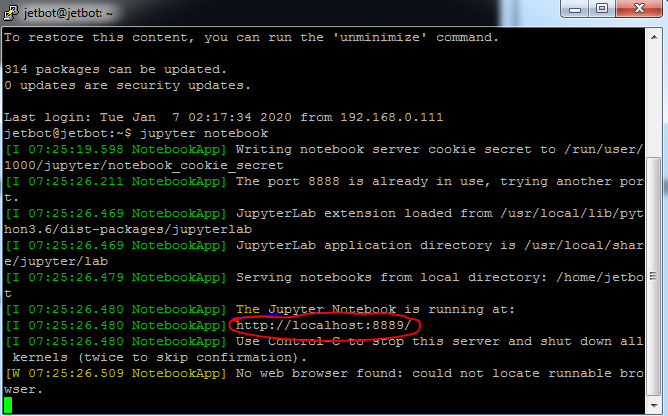 jetbot@jetbot: ~
To restore this content, you can run the 'unminimize' command.
314 packages can be updated.
0 updates are security updates.
Last login: Tue Jan  7 02:17:34 2020 from 192.168.0.111
jetbot@jetbot:~$ jupyter notebook
[I 07:25:19.598 NotebookApp] Writing notebook server cookie secret to /run/user/
1000/jupyter/notebook_cookie_secret
[I 07:25:26.211 NotebookApp] The port 8888 is already in use, trying another por
t.
[I 07:25:26.469 NotebookApp] JupyterLab extension loaded from /usr/local/lib/pyt
hon3.6/dist-packages/jupyterlab
[I 07:25:26.469 NotebookApp] JupyterLab application directory is /usr/local/shar
e/jupyter/lab
[I 07:25:26.479 NotebookApp] Serving notebooks from local directory: /home/jetbo
t
[I 07:25:26.480 NotebookApp] The Jupyter Notebook is running at:
[I 07:25:26.480 NotebookApp] http://localhost:8889/
[I 07:25:26.480 NotebookApp] Use Control-C to stop this server and shut down all
 kernels (twice to skip confirmation).
[W 07:25:26.509 NotebookApp] No web browser found: could not locate runnable bro
wser.